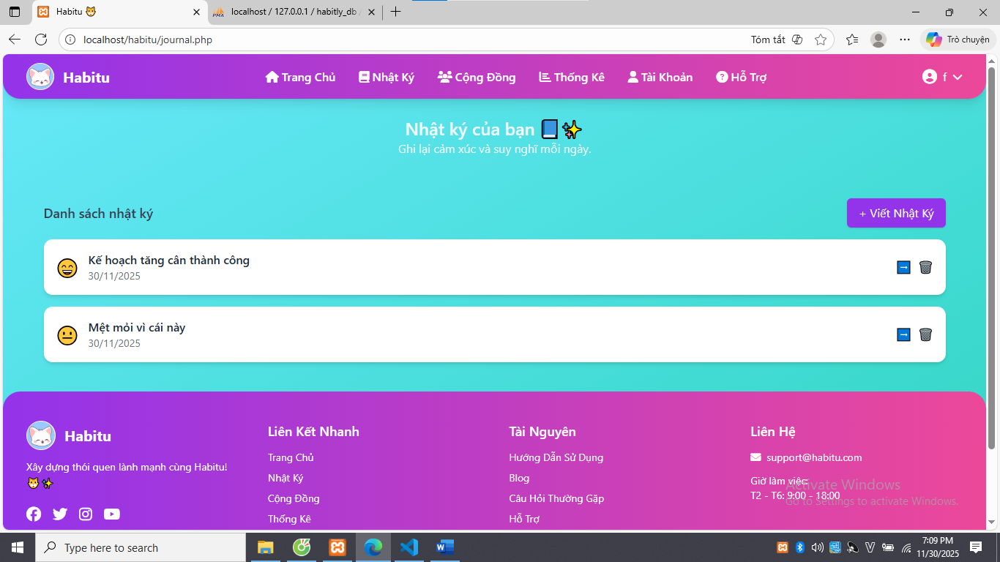 Habitu 🐯
localhost / 127.0.0.1 / habitly_db /
localhost/habitu/journal.php
Tóm tắt
Trò chuyện
Habitu
Trang Chủ
Nhật Ký
Cộng Đồng
Thống Kê
Tài Khoản
Hỗ Trợ
f
Nhật ký của bạn 📘✨
Ghi lại cảm xúc và suy nghĩ mỗi ngày.
Danh sách nhật ký
+ Viết Nhật Ký
😄 Kế hoạch tăng cân thành công
30/11/2025
➡️ 🗑️
😐 Mệt mỏi vì cái này
30/11/2025
➡️ 🗑️
Habitu
Xây dựng thói quen lành mạnh cùng Habitu!
🐯✨
Liên Kết Nhanh
Trang Chủ
Nhật Ký
Cộng Đồng
Thống Kê
Tài Nguyên
Hướng Dẫn Sử Dụng
Blog
Câu Hỏi Thường Gặp
Hỗ Trợ
Liên Hệ
support@habitu.com
Giờ làm việc:
T2 - T6: 9:00 - 18:00
Activate Windows
Go to Settings to activate Windows.
Type here to search
7:09 PM
11/30/2025